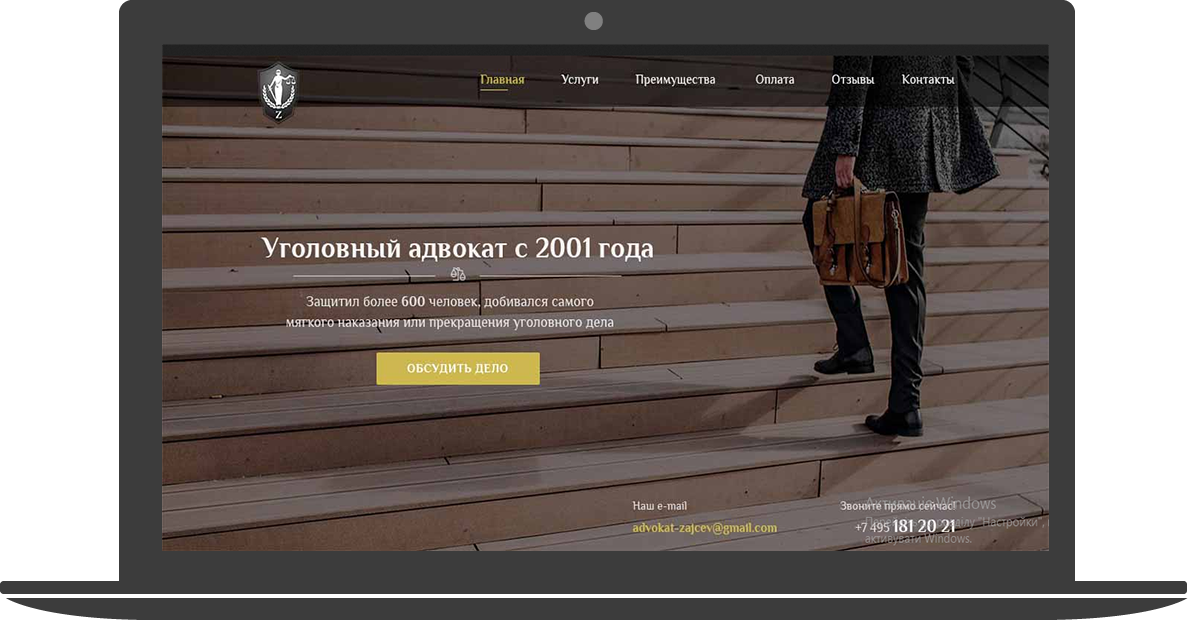 Z
Главная Услуги Преимущества Оплата Отзывы Контакты
Уголовный адвокат с 2001 года
Защитил более 600 человек, добивался самого
мягкого наказания или прекращения уголовного дела
ОБСУДИТЬ ДЕЛО
Наш e-mail
advokat-zajcev@gmail.com
Звоните прямо сейчас!
+7 495 181 20 21
Активація Windows
"Настройки",
активувати Windows.